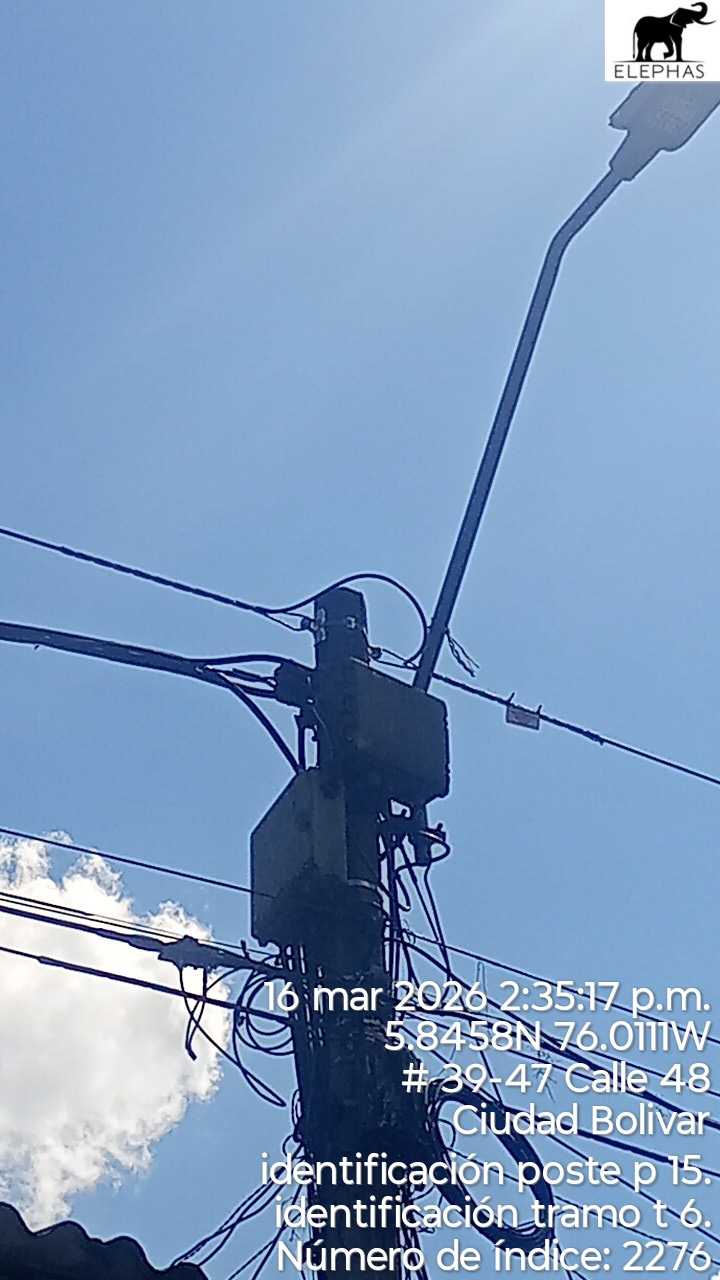 ELEPHAS
16 mar 2026 2:35:17 p.m.
5.8458N 76.0111W
# 39-47 Calle 48
Ciudad Bolivar
identificación poste p 15.
identificación tramo t 6.
Número de índice: 2276